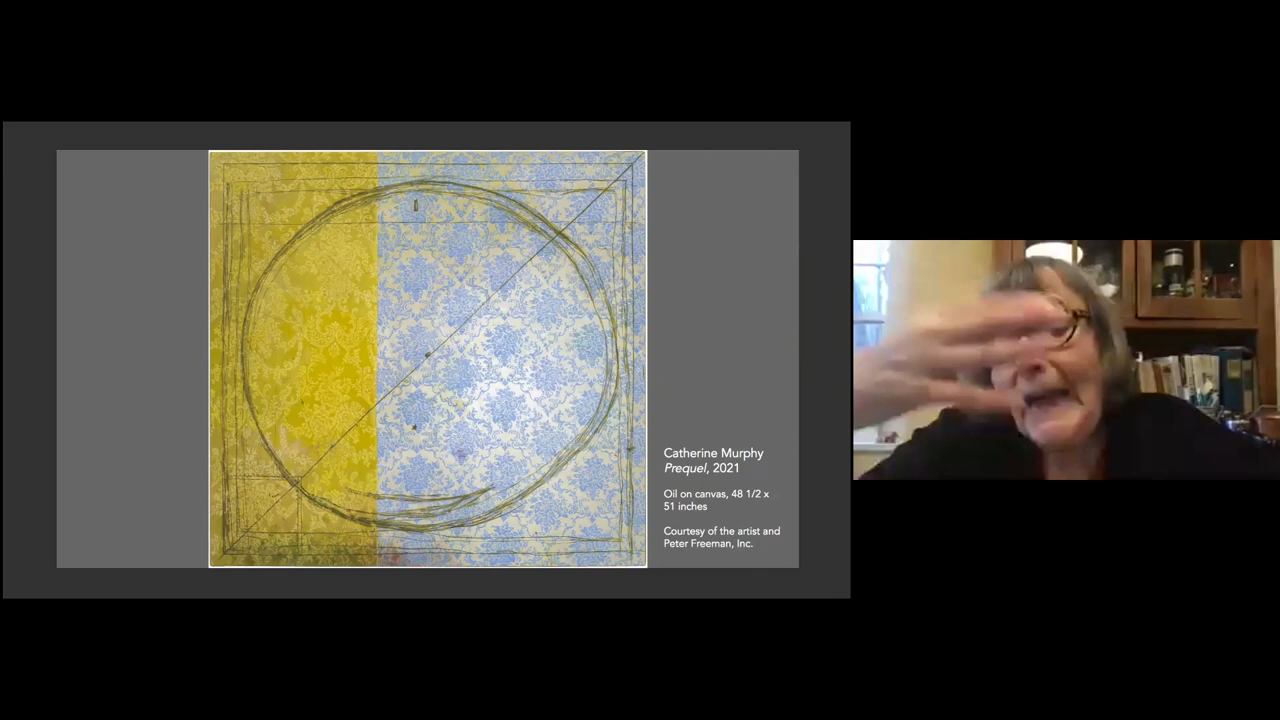 Catherine Murphy
Prequel, 2021
Oil on canvas, 48 1/2 x
51 inches
Courtesy of the artist and
Peter Freeman, Inc.